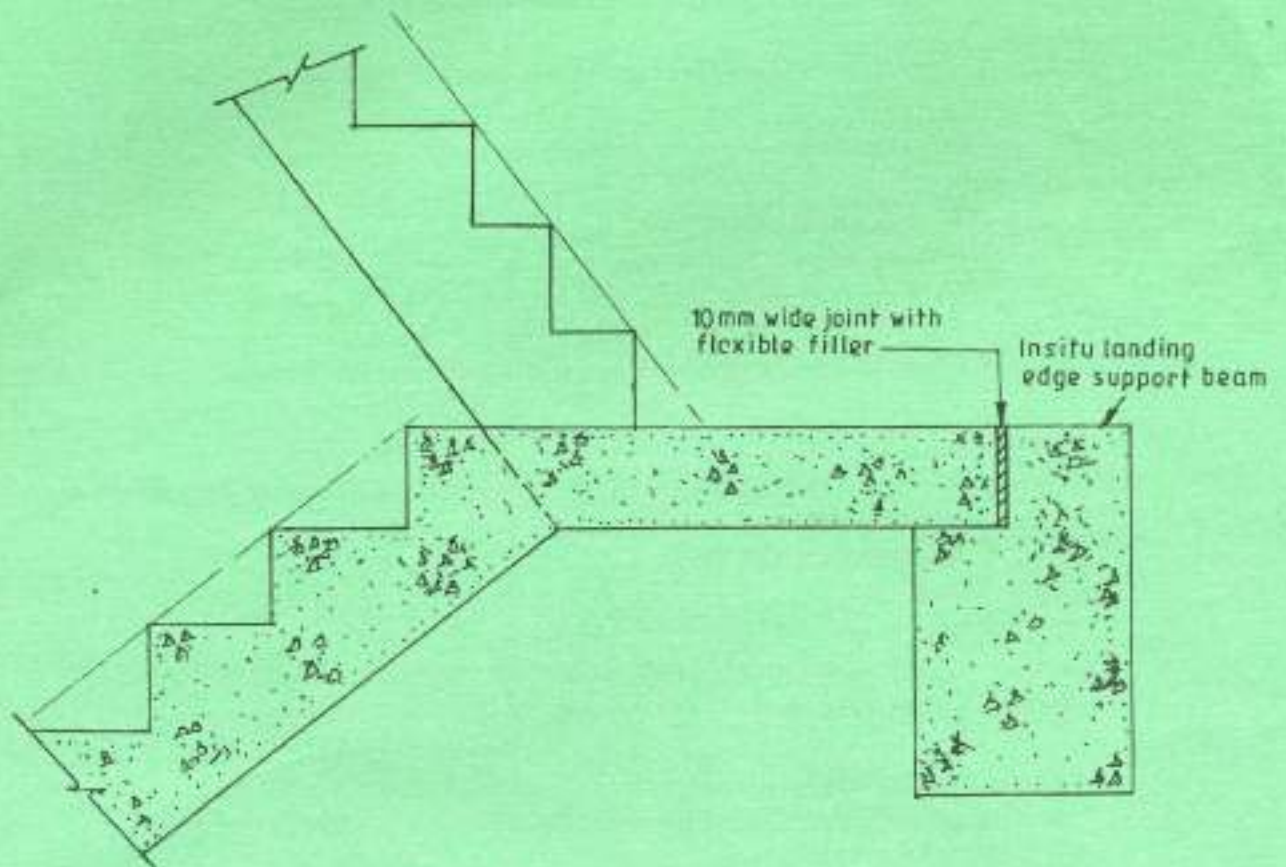 10mm wide joint with
flexible filler
Insitu landing
edge support beam